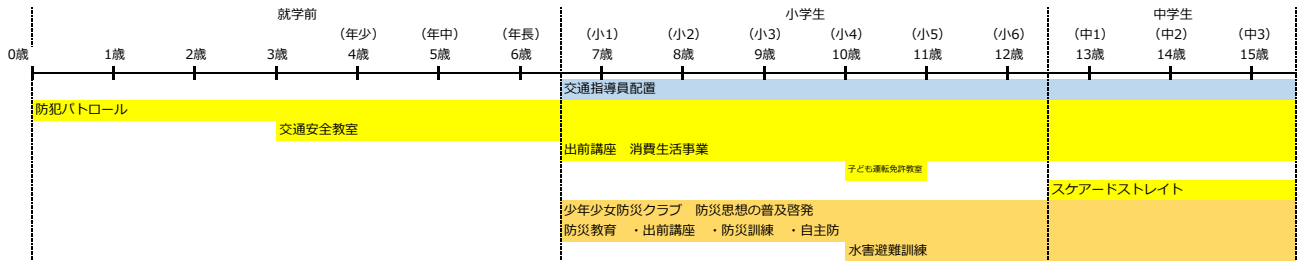 就学前 小学生 中学生
（年少） （年中） （年長） （小1） （小2） （小3） （小4） （小5） （小6） （中1） （中2） （中3）
0歳 1歳 2歳 3歳 4歳 5歳 6歳 7歳 8歳 9歳 10歳 11歳 12歳 13歳 14歳 15歳
交通指導員配置
防犯パトロール
交通安全教室
出前講座　消費生活事業
子ども運転免許教室
スケアードストレイト
少年少女防災クラブ　防災思想の普及啓発
防災教育　・出前講座　・防災訓練　・自主防
水害避難訓練